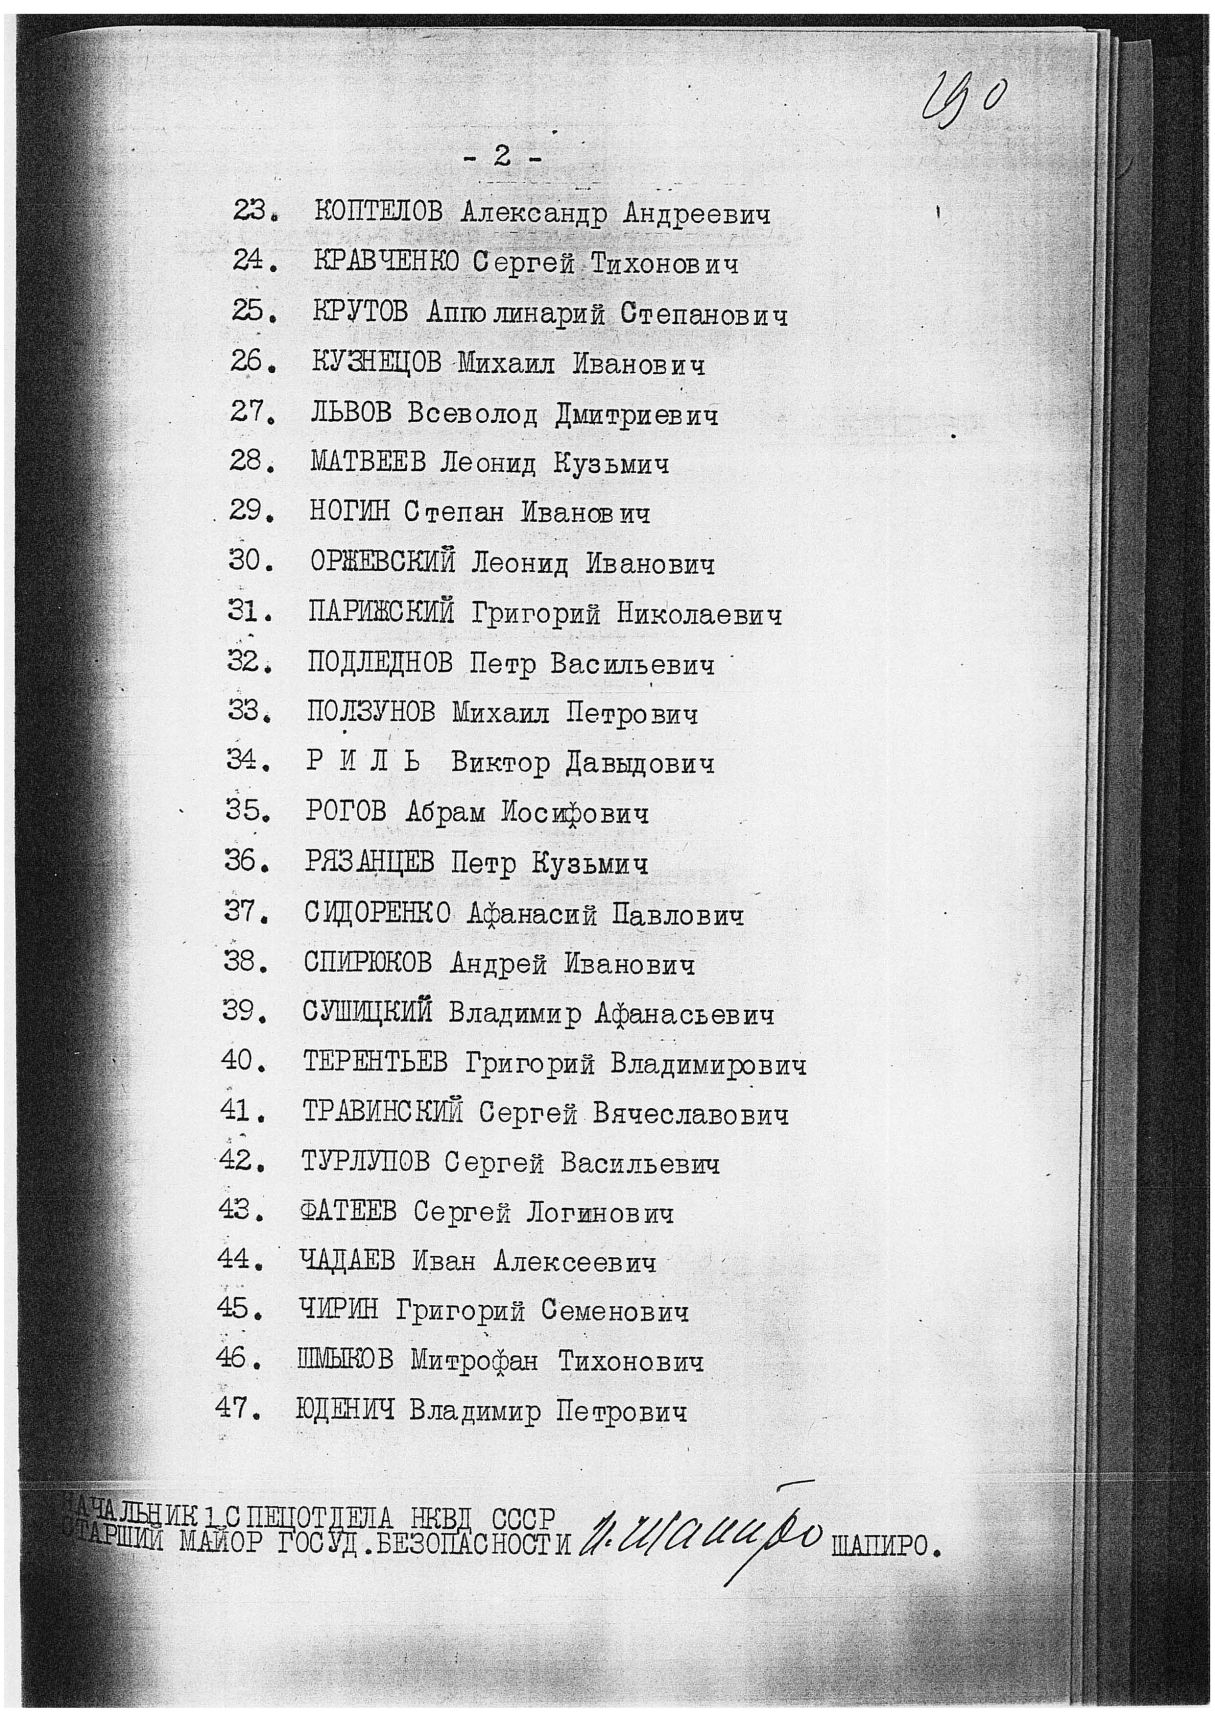 190
- 2 -
23. КОПТЕЛОВ Александр Андреевич
24. КРАВЧЕНКО Сергей Тихонович
25. КРУТОВ Апполинарий Степанович
26. КУЗНЕЦОВ Михаил Иванович
27. ЛЬВОВ Всеволод Дмитриевич
28. МАТВЕЕВ Леонид Кузьмич
29. НОГИН Степан Иванович
30. ОРЖЕВСКИЙ Леонид Иванович
31. ПАРИЖСКИЙ Григорий Николаевич
32. ПОДЛЕДНОВ Петр Васильевич
33. ПОЛЗУНОВ Михаил Петрович
34. Р И Л Ь Виктор Давыдович
35. РОГОВ Абрам Иосифович
36. РЯЗАНЦЕВ Петр Кузьмич
37. СИДОРЕНКО Афанасий Павлович
38. СПИРЮКОВ Андрей Иванович
39. СУШИЦКИЙ Владимир Афанасьевич
40. ТЕРЕНТЬЕВ Григорий Владимирович
41. ТРАВИНСКИЙ Сергей Вячеславович
42. ТУРЛУПОВ Сергей Васильевич
43. ФАТЕЕВ Сергей Логинович
44. ЧАДАЕВ Иван Алексеевич
45. ЧИРИН Григорий Семенович
46. ШМЫКОВ Митрофан Тихонович
47. ЮДЕНИЧ Владимир Петрович
НАЧАЛЬНИК 1 СПЕЦОТДЕЛА НКВД СССР
СТАРШИЙ МАЙОР ГОСУД.БЕЗОПАСНОСТИ И. Шапиро ШАПИРО.